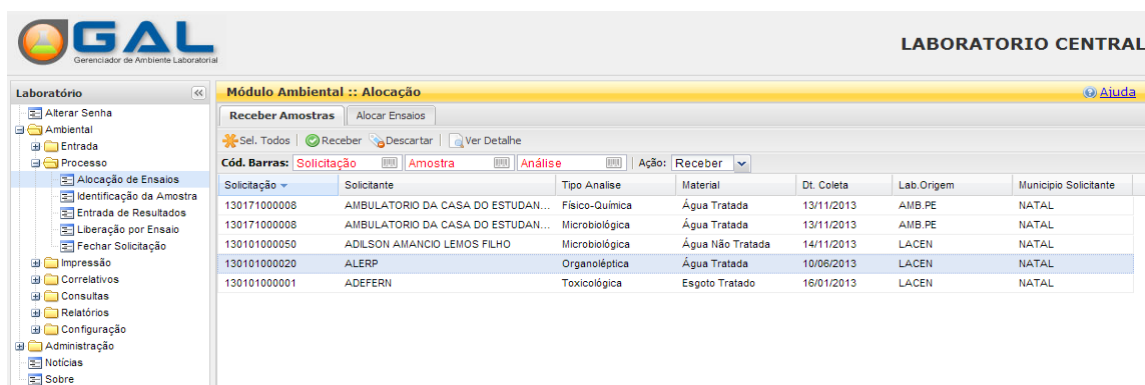 GAL
Gerenciador de Ambiente Laboratorial
LABORATORIO CENTRAL
Laboratório
Alterar Senha
Ambiental
Entrada
Processo
Alocação de Ensaios
Identificação da Amostra
Entrada de Resultados
Liberação por Ensaio
Fechar Solicitação
Impressão
Correlativos
Consultas
Relatórios
Configuração
Administração
Notícias
Sobre
Módulo Ambiental :: Alocação Ajuda
Receber Amostras Alocar Ensaios
Sel. Todos Receber Descartar Ver Detalhe
Cód. Barras: Solicitação Amostra Análise Ação: Receber
Solicitação Solicitante Tipo Analise Material Dt. Coleta Lab.Origem Municipio Solicitante
130171000008 AMBULATORIO DA CASA DO ESTUDAN... Físico-Química Água Tratada 13/11/2013 AMB.PE NATAL
130171000008 AMBULATORIO DA CASA DO ESTUDAN... Microbiológica Água Tratada 13/11/2013 AMB.PE NATAL
130101000050 ADILSON AMANCIO LEMOS FILHO Microbiológica Água Não Tratada 14/11/2013 LACEN NATAL
130101000020 ALERP Organoléptica Água Tratada 10/06/2013 LACEN NATAL
130101000001 ADEFERN Toxicológica Esgoto Tratado 16/01/2013 LACEN NATAL